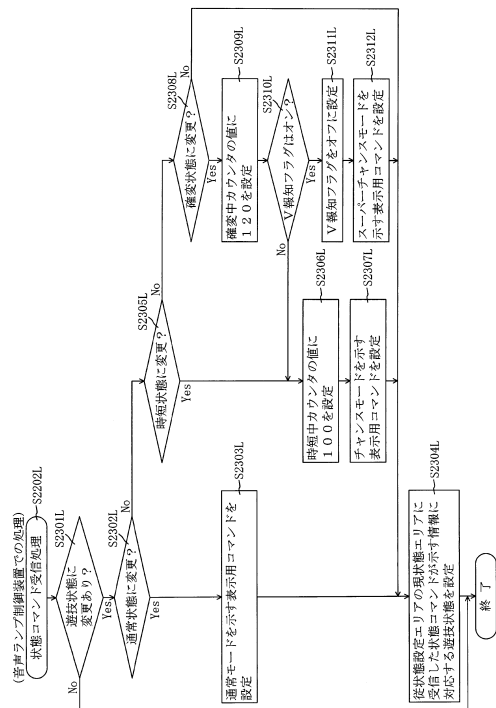 (音声ランプ制御装置での処理)
状態コマンド受信処理
S2202L
遊技状態に
変更あり？
S2301L
No
Yes
通常状態に変更？
S2302L
No
Yes
通常モードを示す表示用コマンドを
設定
S2303L
時短状態に変更？
S2305L
No
Yes
時短中カウンタの値に
１００を設定
S2306L
チャンスモードを示す
表示用コマンドを設定
S2307L
確変状態に変更？
S2308L
No
Yes
確変中カウンタの値に
１２０を設定
S2309L
Ｖ報知フラグはオン？
S2310L
No
Yes
Ｖ報知フラグをオフに設定
S2311L
スーパーチャンスモードを
示す表示用コマンドを設定
S2312L
従状態設定エリアの現状態エリアに
受信した状態コマンドが示す情報に
対応する遊技状態を設定
S2304L
終了